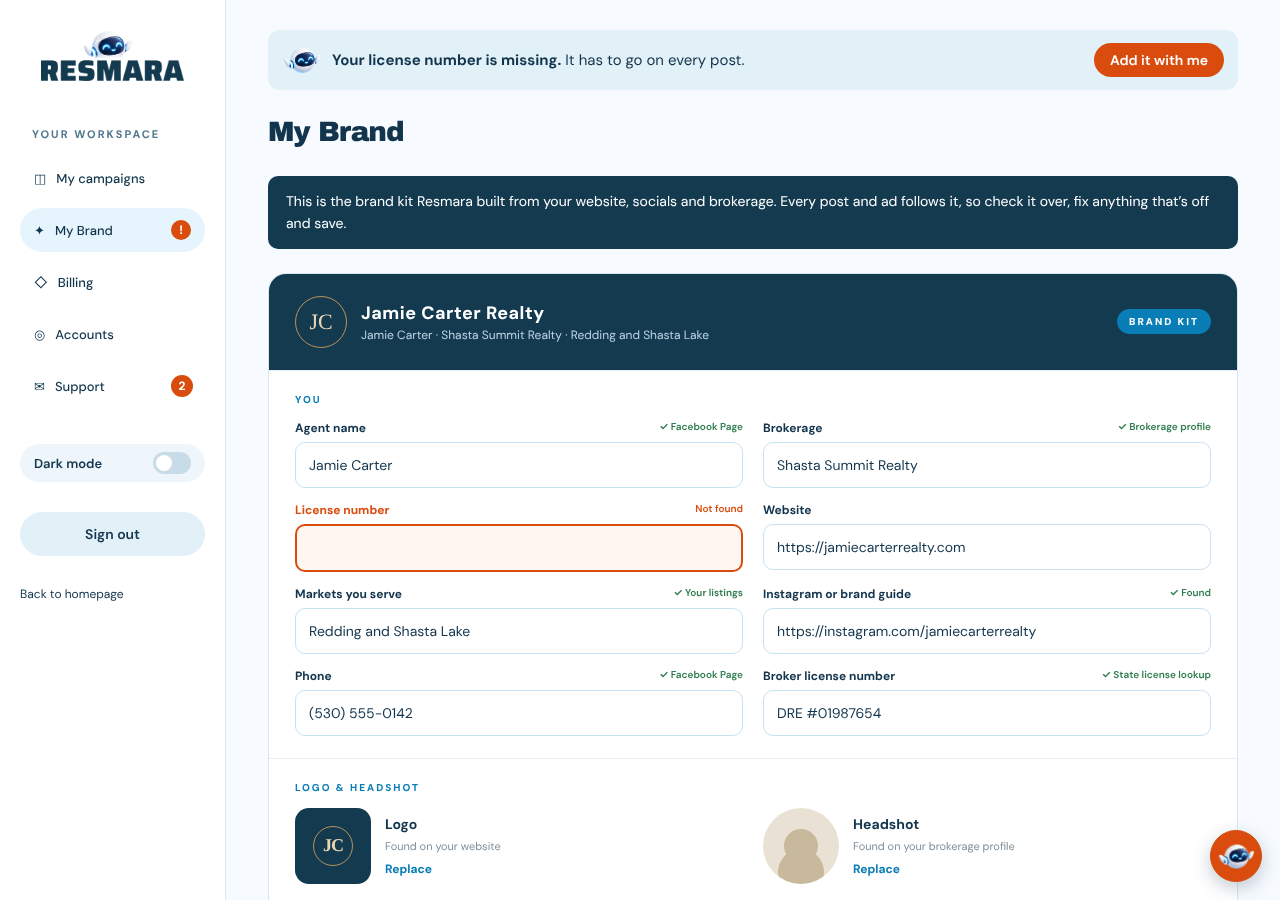 RESMARA
YOUR WORKSPACE
My campaigns
My Brand
!
Billing
Accounts
Support
2
Dark mode
Sign out
Back to homepage
Your license number is missing. It has to go on every post.
Add it with me
My Brand
This is the brand kit Resmara built from your website, socials and brokerage. Every post and ad follows it, so check it over, fix anything that's off
and save.
JC
Jamie Carter Realty
Jamie Carter · Shasta Summit Realty · Redding and Shasta Lake
BRAND KIT
YOU
Agent name
✓ Facebook Page
Jamie Carter
Brokerage
✓ Brokerage profile
Shasta Summit Realty
License number
Not found
Website
https://jamiecarterrealty.com
Markets you serve
✓ Your listings
Redding and Shasta Lake
Instagram or brand guide
✓ Found
https://instagram.com/jamiecarterrealty
Phone
✓ Facebook Page
(530) 555-0142
Broker license number
✓ State license lookup
DRE #01987654
LOGO & HEADSHOT
JC
Logo
Found on your website
Replace
Headshot
Found on your brokerage profile
Replace